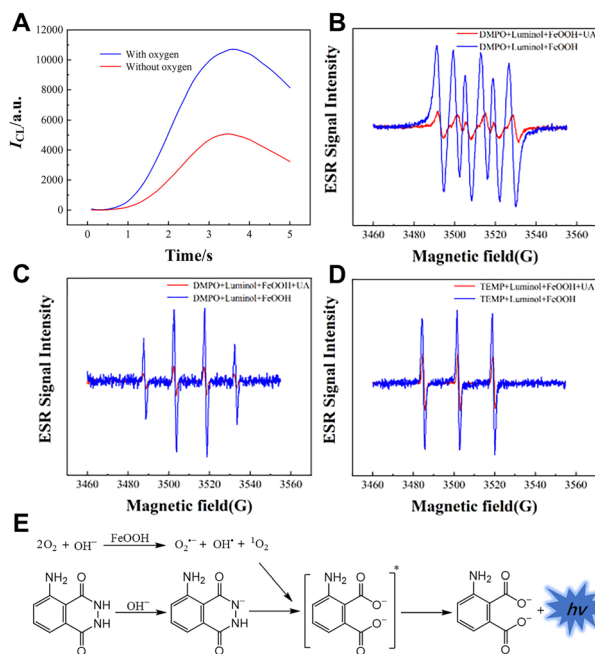 A
With oxygen
Without oxygen
I_CL/a.u.
12000
10000
8000
6000
4000
2000
0
0 1 2 3 4 5
Time/s
B
DMPO+Luminol+FeOOH+UA
DMPO+Luminol+FeOOH
ESR Signal Intensity
3460 3480 3500 3520 3540 3560
Magnetic field(G)
C
DMPO+Luminol+FeOOH+UA
DMPO+Luminol+FeOOH
ESR Signal Intensity
3460 3480 3500 3520 3540 3560
Magnetic field(G)
D
TEMP+Luminol+FeOOH+UA
TEMP+Luminol+FeOOH
ESR Signal Intensity
3460 3480 3500 3520 3540 3560
Magnetic field(G)
E
2O₂ + OH⁻ FeOOH O₂•⁻ + OH• + ¹O₂
NH₂ O NH NH O
OH⁻
NH₂ O N⁻ NH O
NH₂ O O⁻ O⁻ O *
NH₂ O O⁻ O⁻ O + hν